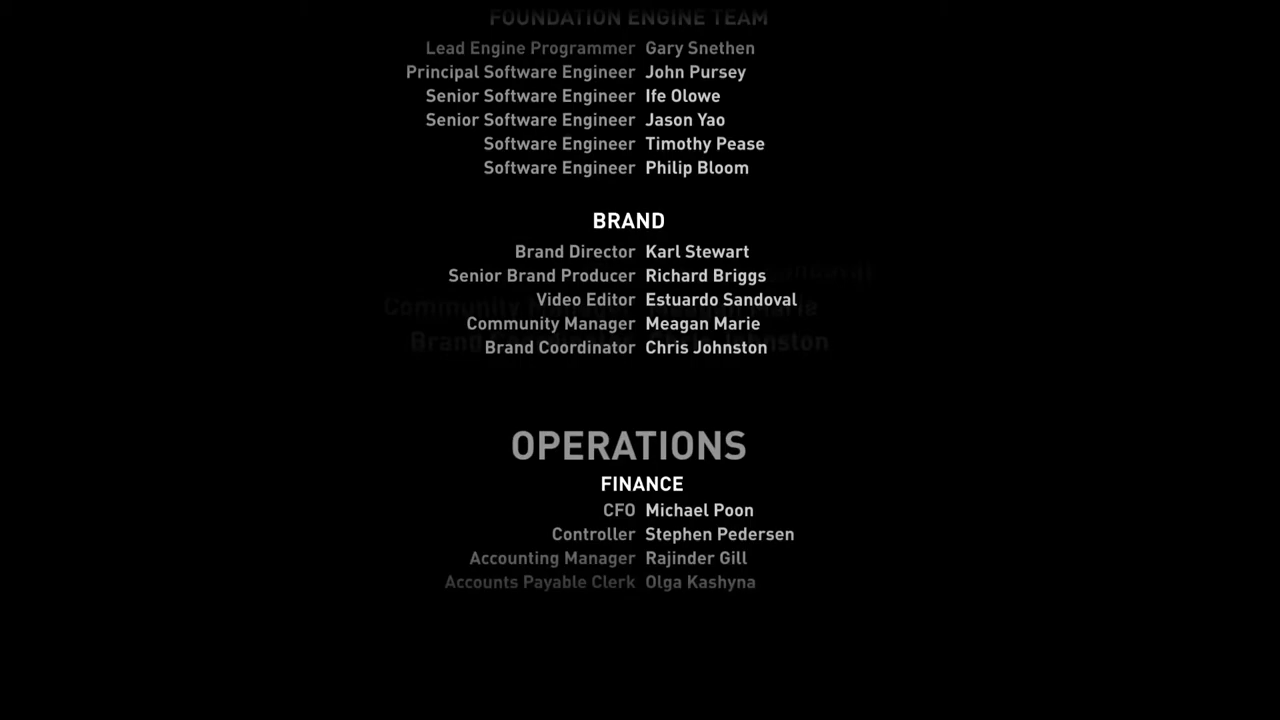 FOUNDATION ENGINE TEAM
Lead Engine Programmer Gary Snethen
Principal Software Engineer John Pursey
Senior Software Engineer Ife Olowe
Senior Software Engineer Jason Yao
Software Engineer Timothy Pease
Software Engineer Philip Bloom
BRAND
Brand Director Karl Stewart
Senior Brand Producer Richard Briggs
Video Editor Estuardo Sandoval
Community Manager Meagan Marie
Brand Coordinator Chris Johnston
OPERATIONS
FINANCE
CFO Michael Poon
Controller Stephen Pedersen
Accounting Manager Rajinder Gill
Accounts Payable Clerk Olga Kashyna